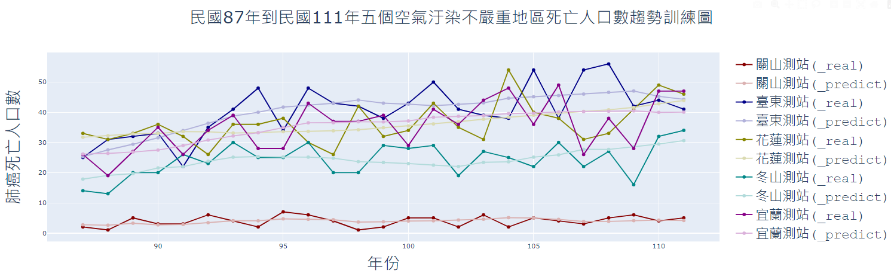 民國87年到民國111年五個空氣汙染不嚴重地區死亡人口數趨勢訓練圖
肺癌死亡人口數
50
40
30
20
10
0
90
95
100
105
110
年份
關山測站(_real)
關山測站(_predict)
臺東測站(_real)
臺東測站(_predict)
花蓮測站(_real)
花蓮測站(_predict)
冬山測站(_real)
冬山測站(_predict)
宜蘭測站(_real)
宜蘭測站(_predict)